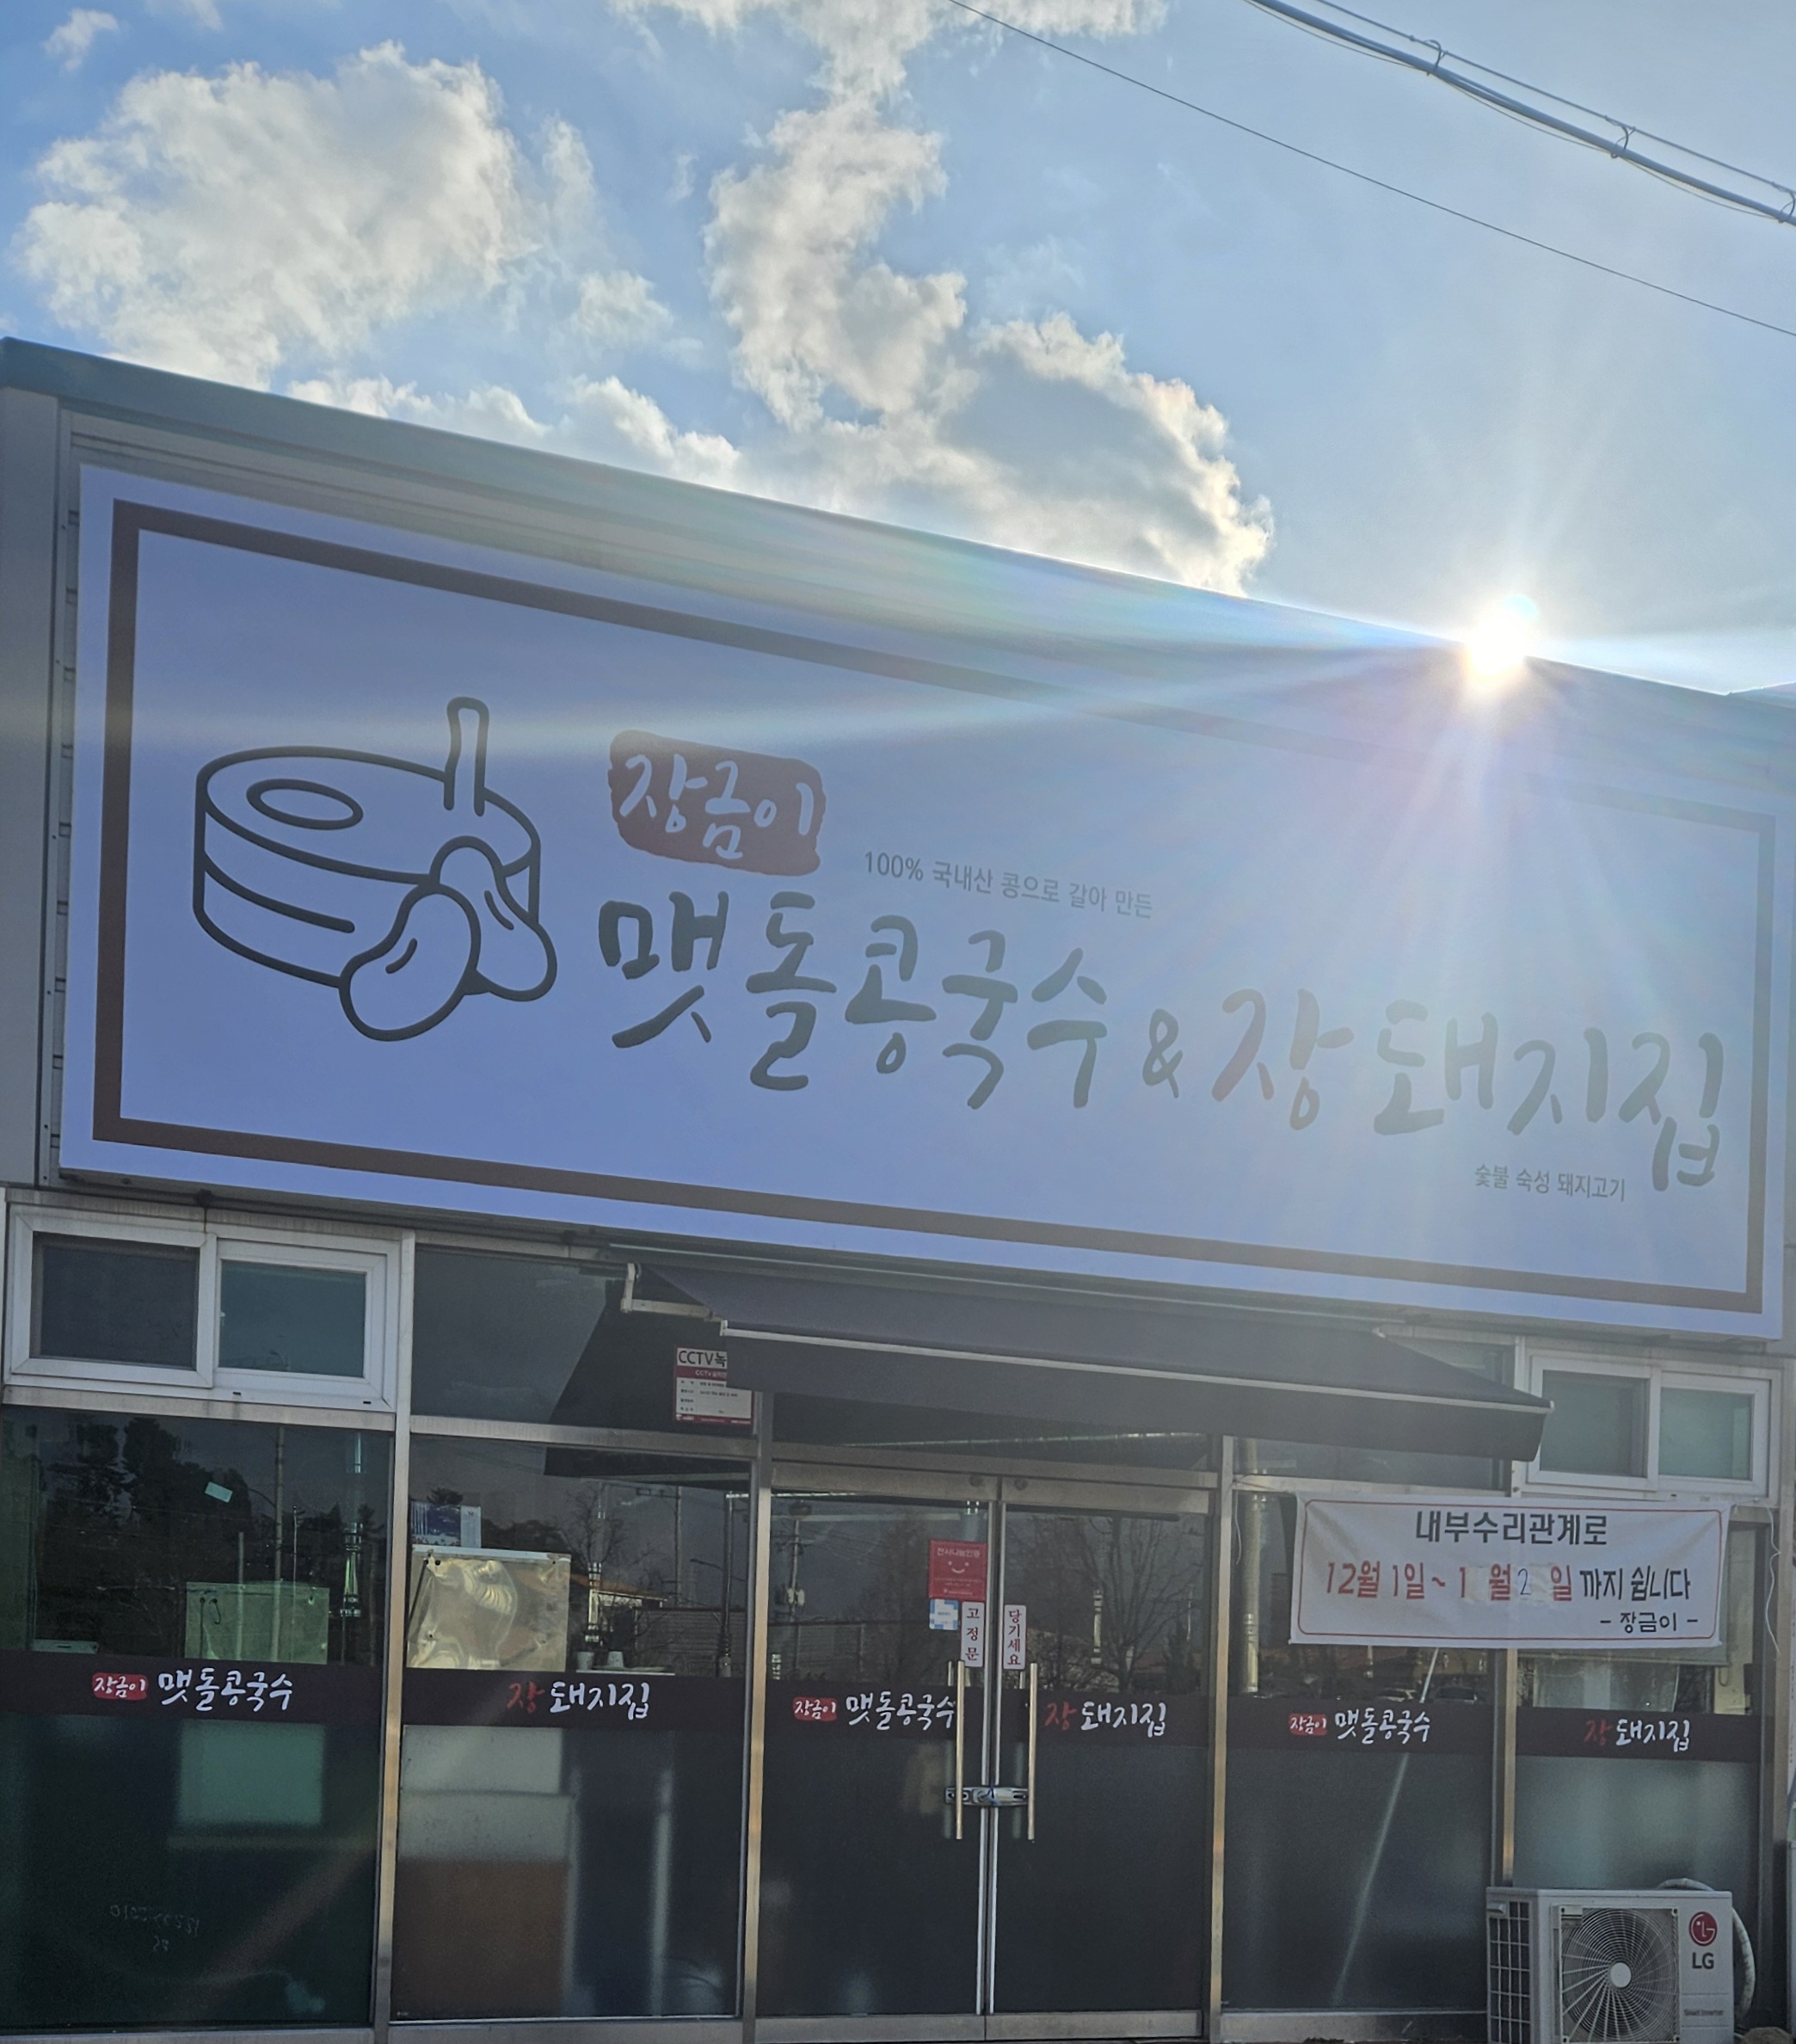 장금이
100% 국내산 콩으로 갈아 만든
맷돌콩국수 & 장 돼지집
숯불 숙성 돼지고기
CCTV녹
내부수리관계로
12월 1일 ~ 1 월 2 일 까지 쉽니다
- 장금이 -
고정문
당기세요
장금이 맷돌콩국수
장 돼지집
장금이 맷돌콩국수
장 돼지집
장금이 맷돌콩국수
장 돼지집
LG